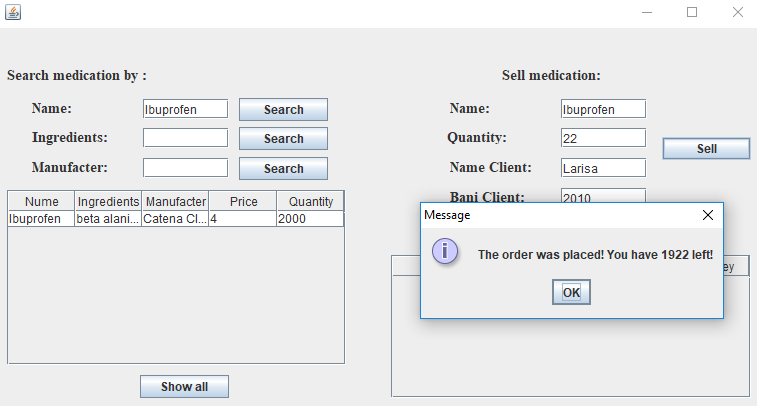 Search medication by :
Name: Ibuprofen Search
Ingredients: Search
Manufacter: Search
Nume Ingredients Manufacter Price Quantity
Ibuprofen beta alani... Catena Cl... 4 2000
Show all
Sell medication:
Name: Ibuprofen
Quantity: 22
Sell
Name Client: Larisa
Bani Client: 2010
Message
The order was placed! You have 1922 left!
OK